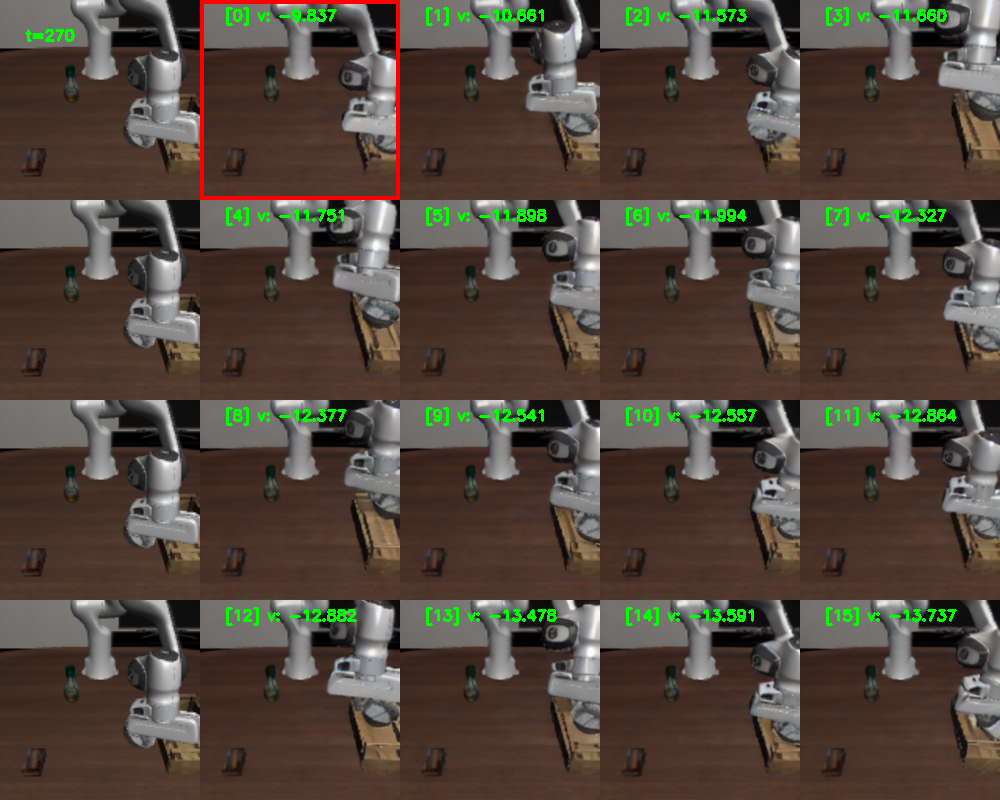 t=270
[0] v: -9.837
[1] v: -10.661
[2] v: -11.573
[3] v: -11.660
[4] v: -11.751
[5] v: -11.898
[6] v: -11.994
[7] v: -12.327
[8] v: -12.377
[9] v: -12.541
[10] v: -12.557
[11] v: -12.864
[12] v: -12.882
[13] v: -13.478
[14] v: -13.591
[15] v: -13.737